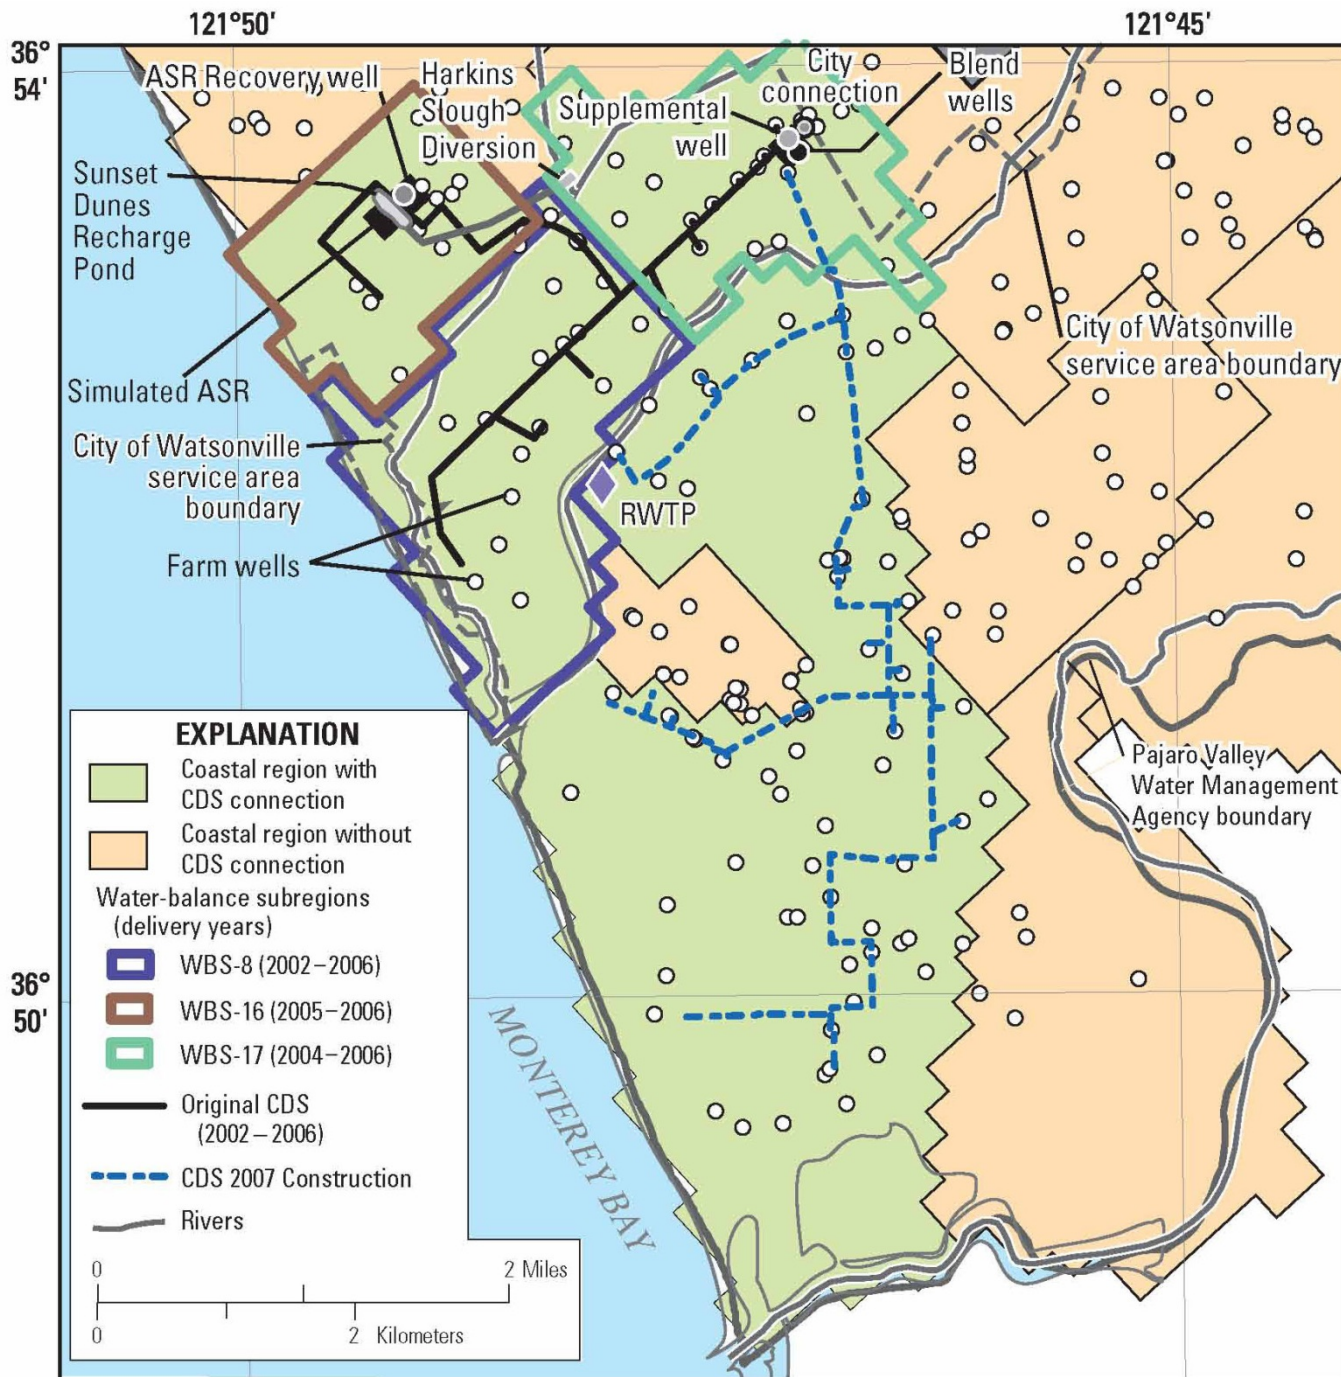 121°50'
121°45'
36°
54'
ASR Recovery well
Harkins
Slough
Diversion
City
connection
Blend
wells
Supplemental
well
Sunset
Dunes
Recharge
Pond
City of Watsonville
service area boundary
Simulated ASR
City of Watsonville
service area
boundary
RWTP
Farm wells
Pajaro Valley
Water Management
Agency boundary
EXPLANATION
Coastal region with
CDS connection
Coastal region without
CDS connection
Water-balance subregions
(delivery years)
WBS-8 (2002–2006)
WBS-16 (2005–2006)
WBS-17 (2004–2006)
Original CDS
(2002–2006)
CDS 2007 Construction
Rivers
0 2 Miles
0 2 Kilometers
36°
50'
MONTEREY BAY